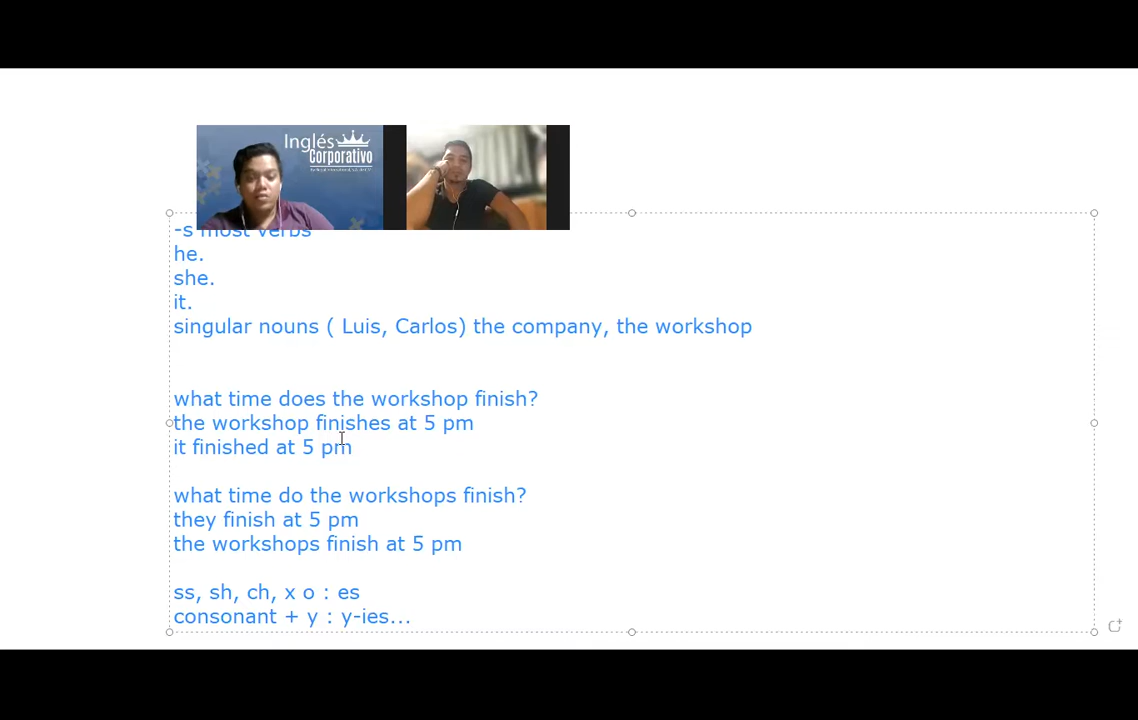 Inglés
Corporativo
-s most verbs
he.
she.
it.
singular nouns ( Luis, Carlos) the company, the workshop
what time does the workshop finish?
the workshop finishes at 5 pm
it finished at 5 pm
what time do the workshops finish?
they finish at 5 pm
the workshops finish at 5 pm
ss, sh, ch, x o : es
consonant + y : y-ies...